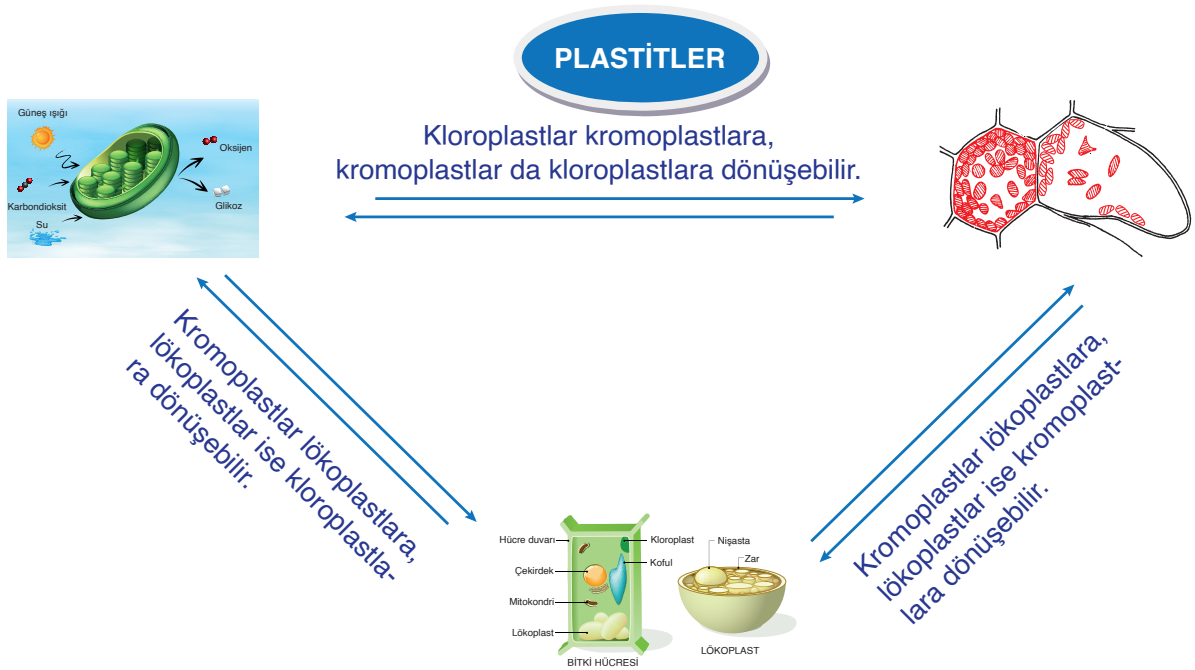 PLASTİTLER
Kloroplastlar kromoplastlara,
kromoplastlar da kloroplastlara dönüşebilir.
Güneş ışığı
Oksijen
Karbondioksit
Glikoz
Su
Kromoplastlar lökoplastlara,
lökoplastlar ise kloroplastla-
ra dönüşebilir.
Kromoplastlar lökoplastlara,
lökoplastlar ise kromoplast-
lara dönüşebilir.
Hücre duvarı
Kloroplast
Koful
Çekirdek
Mitokondri
Lökoplast
BİTKİ HÜCRESİ
Nişasta
Zar
LÖKOPLAST